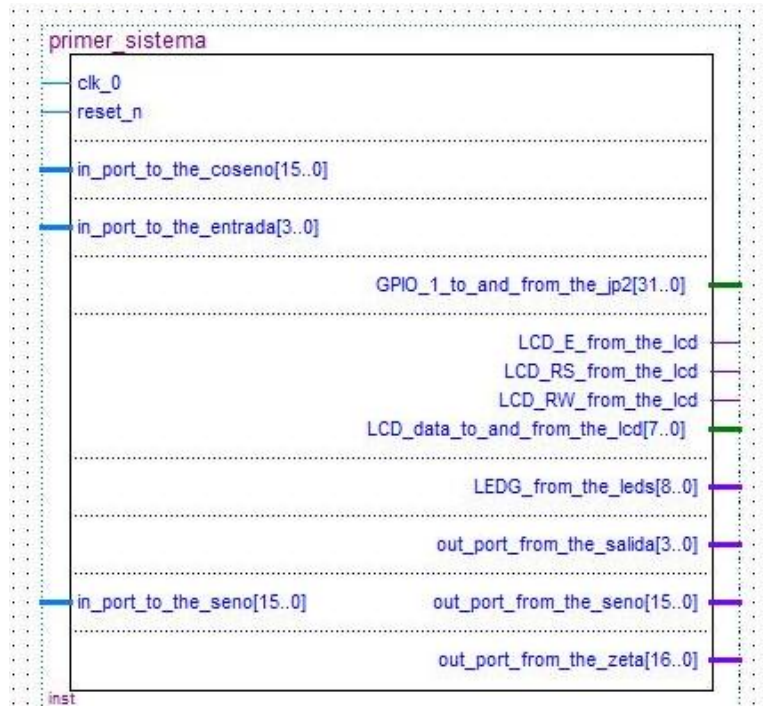 primer_sistema
clk_0
reset_n
in_port_to_the_coseno[15..0]
in_port_to_the_entrada[3..0]
GPIO_1_to_and_from_the_jp2[31..0]
LCD_E_from_the_lcd
LCD_RS_from_the_lcd
LCD_RW_from_the_lcd
LCD_data_to_and_from_the_lcd[7..0]
LEDG_from_the_leds[8..0]
out_port_from_the_salida[3..0]
in_port_to_the_seno[15..0] out_port_from_the_seno[15..0]
out_port_from_the_zeta[16..0]
inst